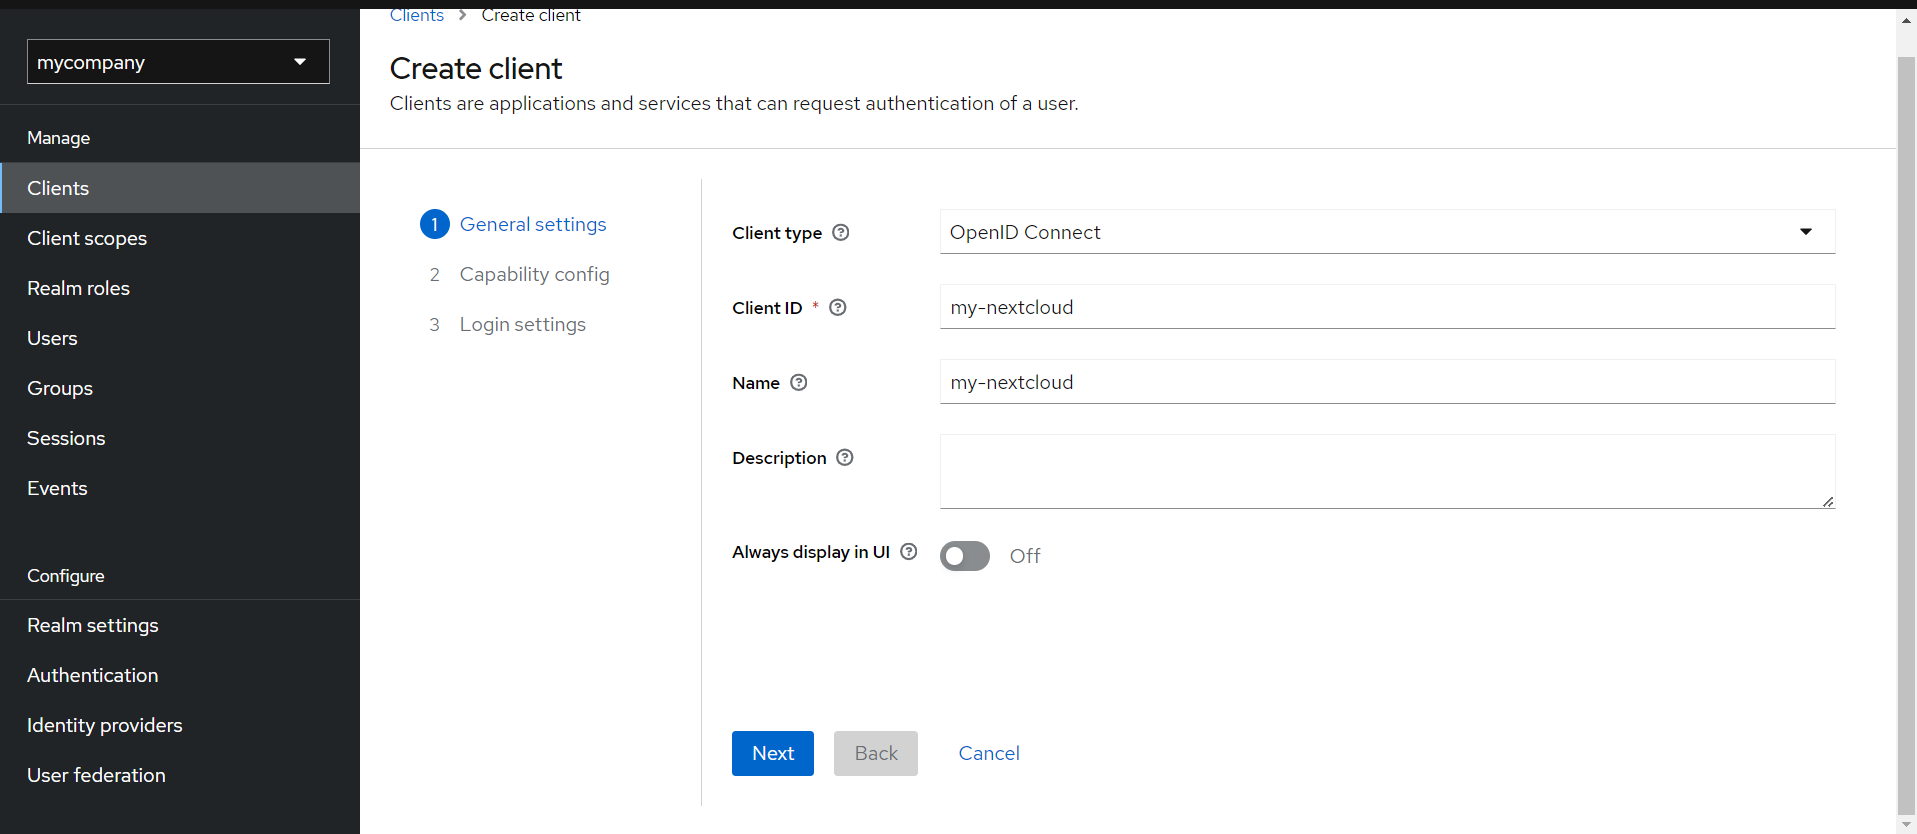 mycompany
Manage
Clients
Client scopes
Realm roles
Users
Groups
Sessions
Events
Configure
Realm settings
Authentication
Identity providers
User federation
Clients > Create client
Create client
Clients are applications and services that can request authentication of a user.
1 General settings
2 Capability config
3 Login settings
Client type ? OpenID Connect
Client ID * ? my-nextcloud
Name ? my-nextcloud
Description ?
Always display in UI ? Off
Next Back Cancel